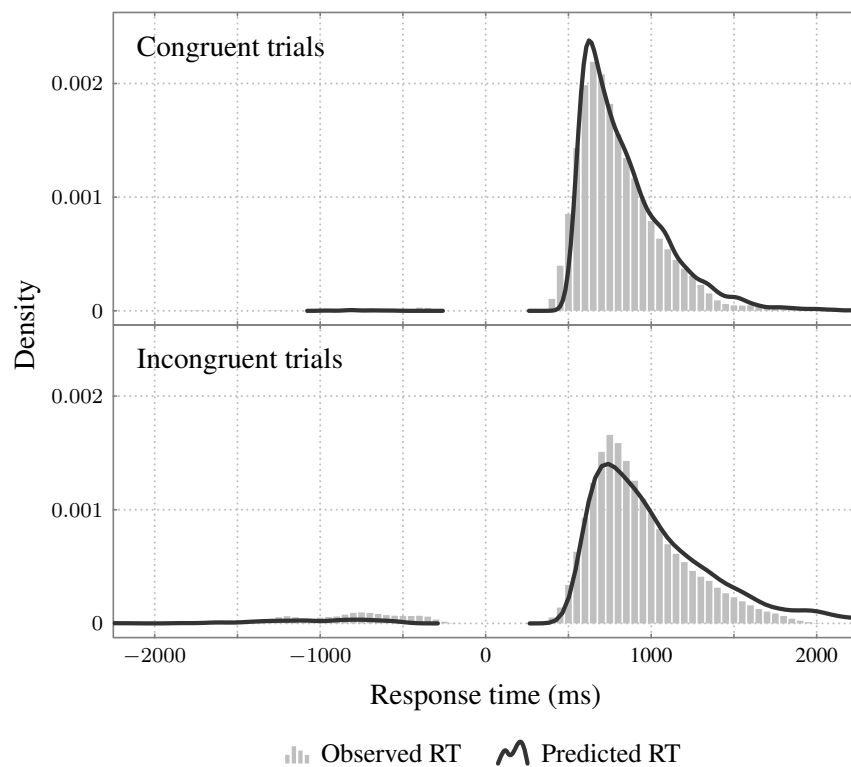 Congruent trials
0.002
0.001
0
Density
Incongruent trials
0.002
0.001
0
−2000 −1000 0 1000 2000
Response time (ms)
Observed RT Predicted RT